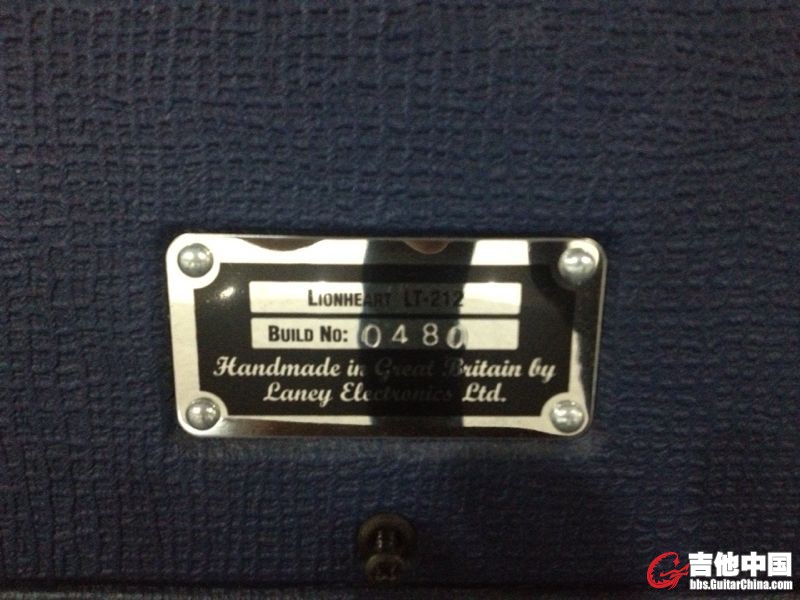 LIONHEART LT-212
BUILD NO: 0480
Handmade in Great Britain by
Laney Electronics Ltd.
吉他中国
bbs.GuitarChina.com